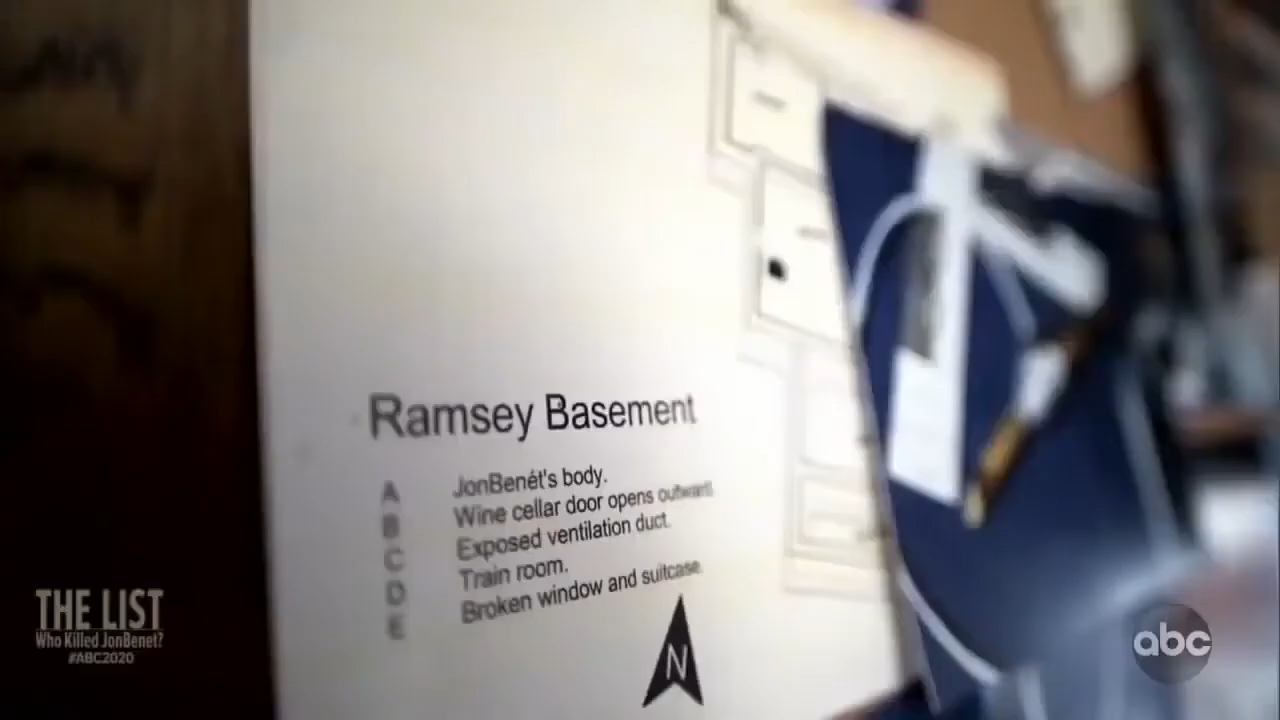 Ramsey Basement
A JonBenét's body.
B Wine cellar door opens outward.
C Exposed ventilation duct.
D Train room.
E Broken window and suitcase.
N
THE LIST
Who Killed JonBenet?
#ABC2020
abc